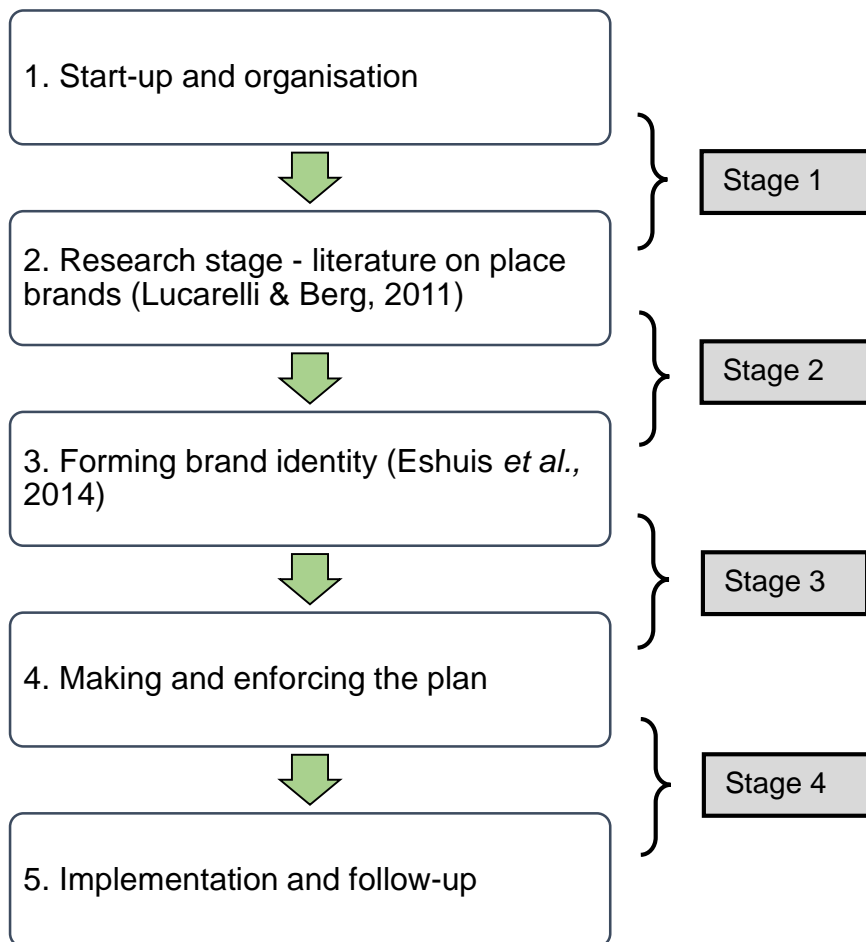 1. Start-up and organisation
Stage 1
2. Research stage - literature on place
brands (Lucarelli & Berg, 2011)
Stage 2
3. Forming brand identity (Eshuis et al.,
2014)
Stage 3
4. Making and enforcing the plan
Stage 4
5. Implementation and follow-up